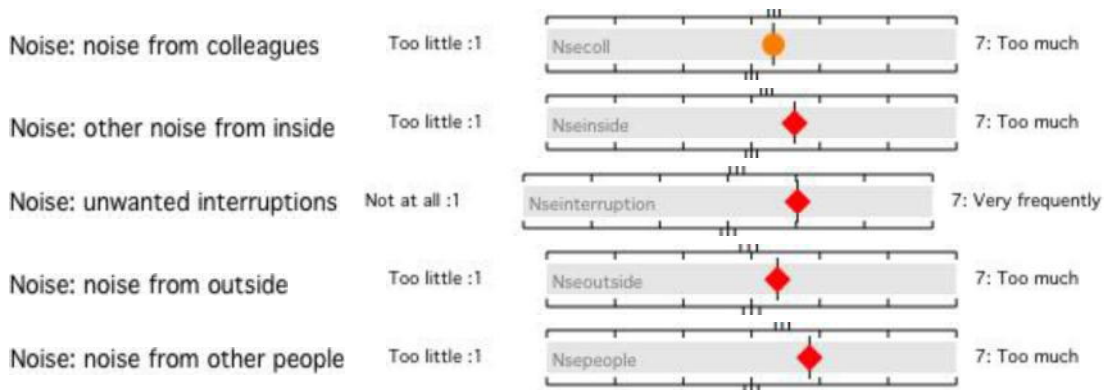 Noise: noise from colleagues Too little :1 Nsecoll 7: Too much
Noise: other noise from inside Too little :1 Nseinside 7: Too much
Noise: unwanted interruptions Not at all :1 Nseinterruption 7: Very frequently
Noise: noise from outside Too little :1 Nseoutside 7: Too much
Noise: noise from other people Too little :1 Nsepeople 7: Too much